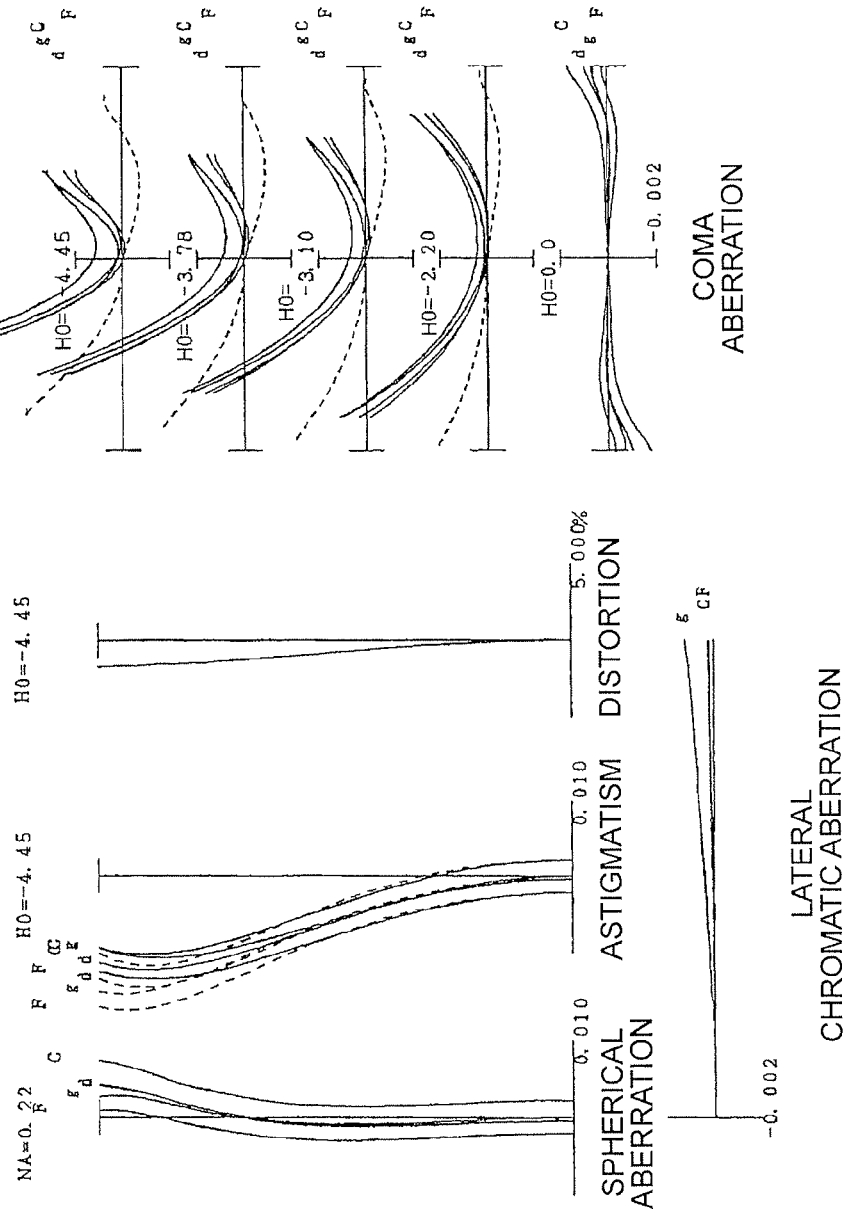 NA=0.22
F
g
d
C
0.010
SPHERICAL
ABERRATION
H0=-4.45
F
g
d
F
d
C
C
g
0.010
ASTIGMATISM
H0=-4.45
5.000%
DISTORTION
g
CF
-0.002
LATERAL
CHROMATIC ABERRATION
H0=-4.45
d g C F
H0=-3.78
d g C F
H0=
-3.10
d g C F
H0=-2.20
d g C F
H0=0.0
C
d g F
-0.002
COMA
ABERRATION